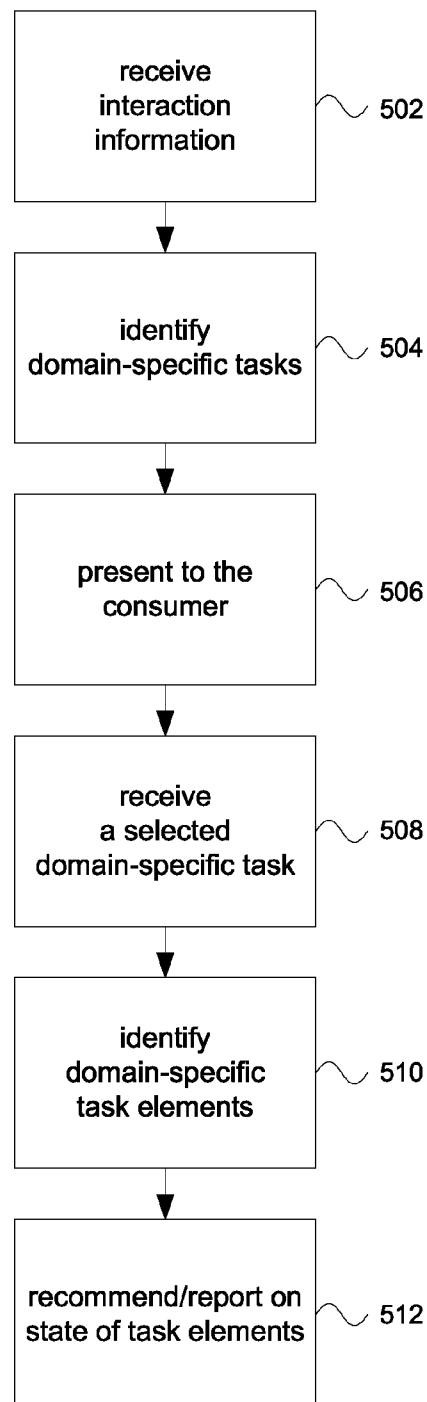 receive
interaction
information
502
identify
domain-specific tasks
504
present to the
consumer
506
receive
a selected
domain-specific task
508
identify
domain-specific
task elements
510
recommend/report on
state of task elements
512